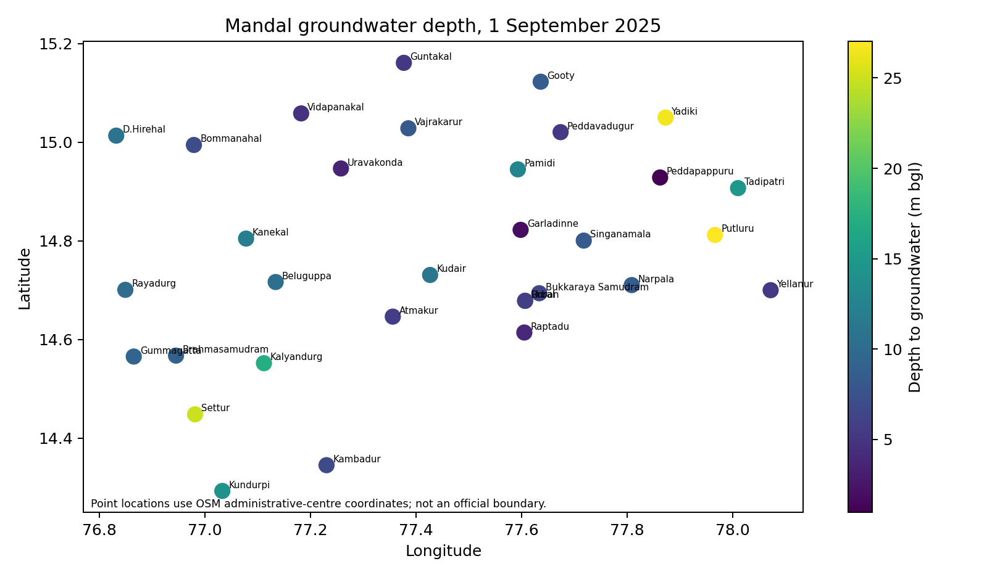 Mandal groundwater depth, 1 September 2025
15.2
15.0
14.8
14.6
14.4
Latitude
Guntakal
Gooty
Vidapanakal
Yadiki
Vajrakarur
Peddavadugur
D.Hirehal
Bommanahal
Uravakonda
Pamidi
Peddapappuru
Tadipatri
Garladinne
Putluru
Kanekal
Singanamala
Kudair
Beluguppa
Narpala
Rayadurg
Yellanur
Bukkaraya Samudram
Atmakur
Raptadu
Gummagatta
Brahmasamudram
Kalyandurg
Settur
Kambadur
Kundurpi
Point locations use OSM administrative-centre coordinates; not an official boundary.
76.8
77.0
77.2
77.4
77.6
77.8
78.0
Longitude
25
20
15
10
5
Depth to groundwater (m bgl)